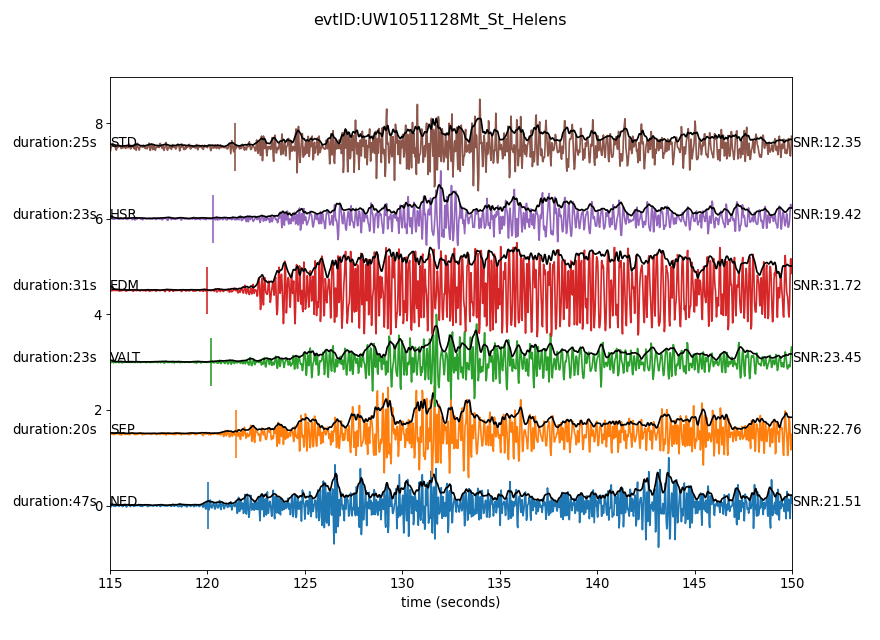 evtID:UW1051128Mt_St_Helens
8
duration:25s STD SNR:12.35
duration:23s HSR SNR:19.42
6
duration:31s EDM SNR:31.72
4
duration:23s VALT SNR:23.45
2
duration:20s SEP SNR:22.76
duration:47s NED SNR:21.51
0
115 120 125 130 135 140 145 150
time (seconds)